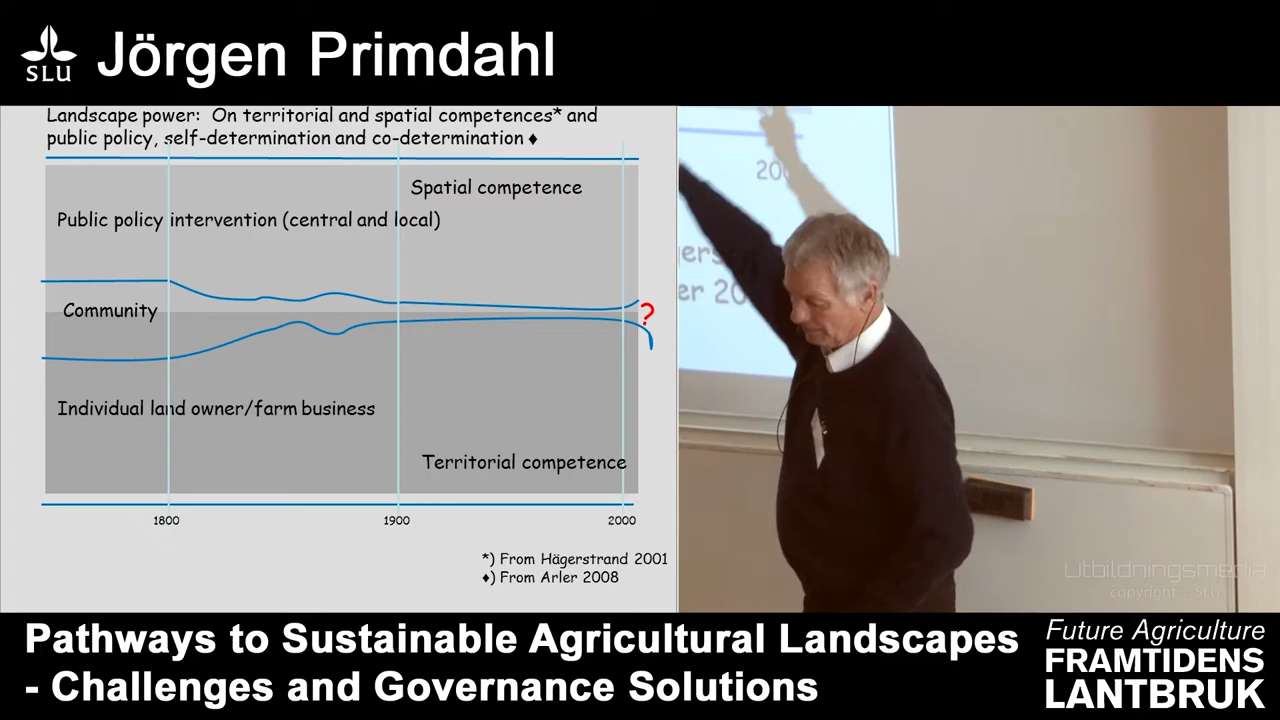 SLU
Jörgen Primdahl
Landscape power: On territorial and spatial competences* and
public policy, self-determination and co-determination ♦
Spatial competence
Public policy intervention (central and local)
Community
?
Individual land owner/farm business
Territorial competence
1800
1900
2000
*) From Hägerstrand 2001
♦) From Arler 2008
Utbildningsmedia
copyright © SLU
Pathways to Sustainable Agricultural Landscapes
- Challenges and Governance Solutions
Future Agriculture
FRAMTIDENS
LANTBRUK